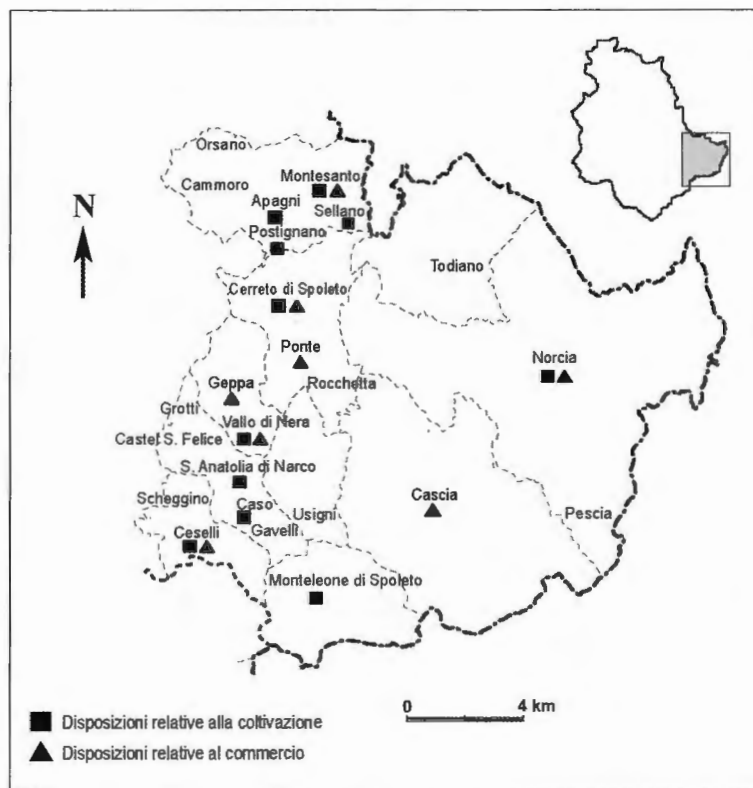 Orsano
Cammoro
Montesanto
Apagni
Sellano
Postignano
N
Todiano
Cerreto di Spoleto
Ponte
Norcia
Geppa
Rocchetta
Grotti
Vallo di Nera
Castel S. Felice
S. Anatolia di Narco
Scheggino
Cascia
Caso
Usigni
Pescia
Gavelli
Ceselli
Monteleone di Spoleto
0 4 km
Disposizioni relative alla coltivazione
Disposizioni relative al commercio